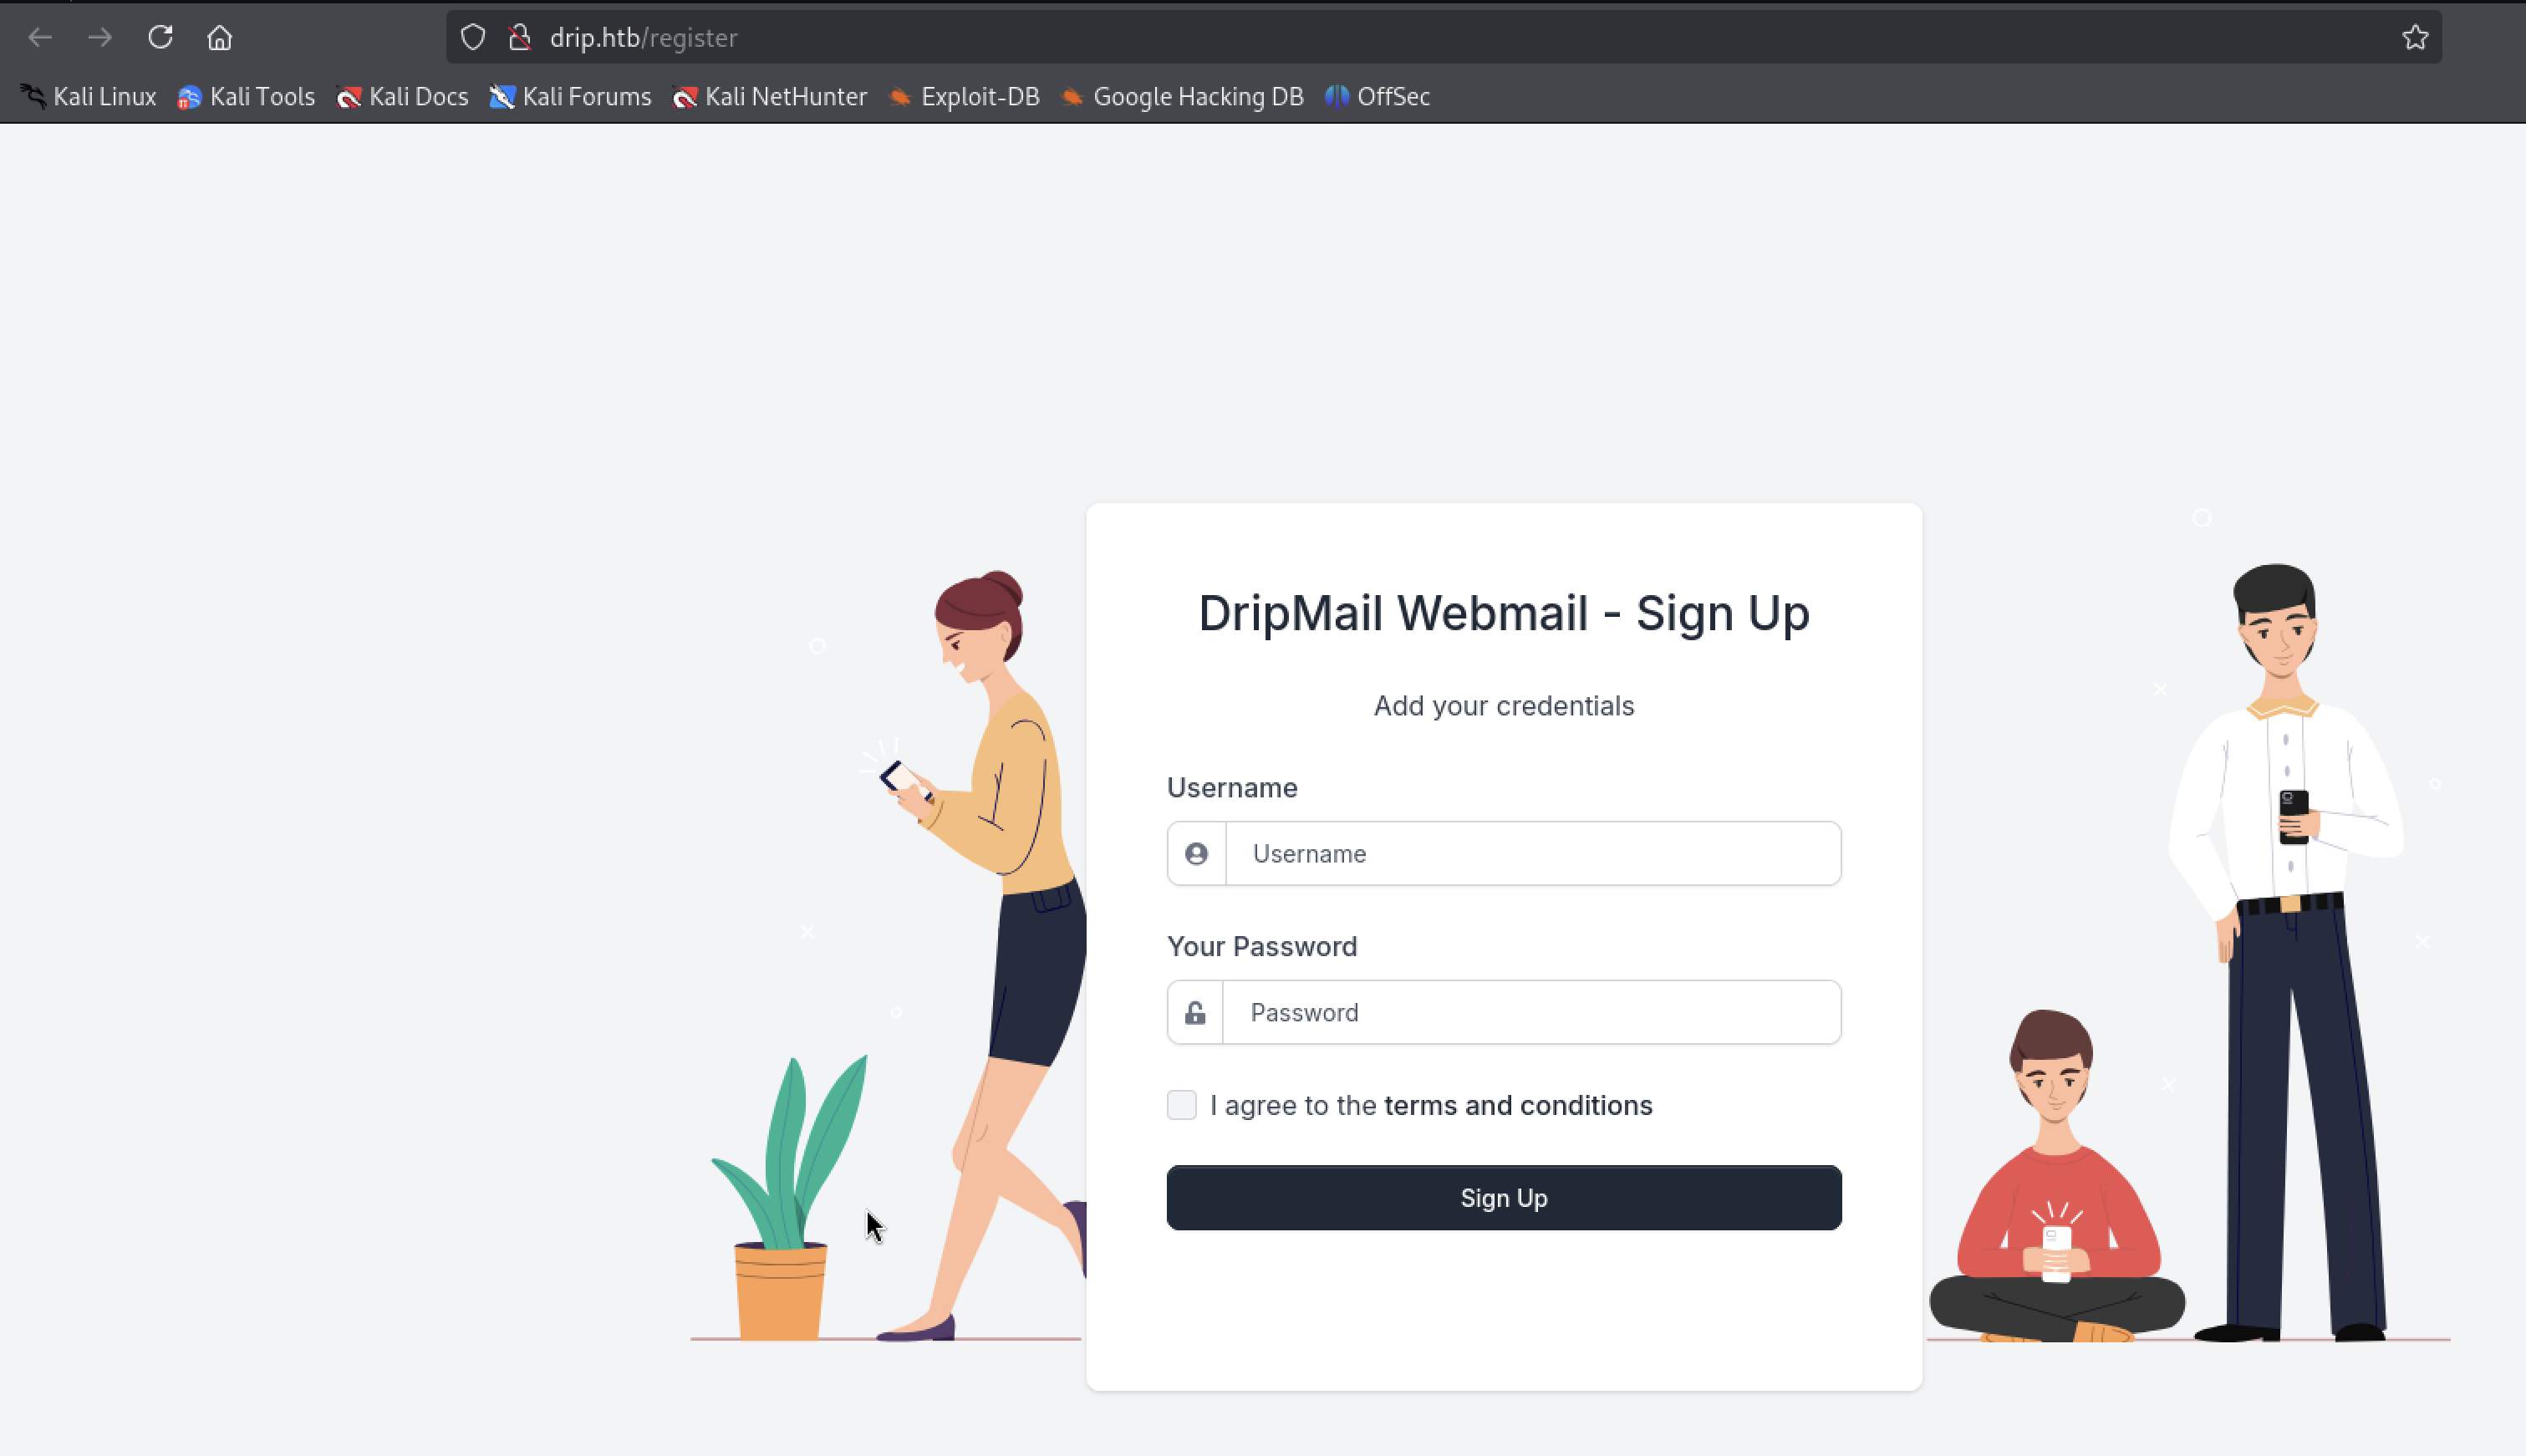 drip.htb/register
Kali Linux Kali Tools Kali Docs Kali Forums Kali NetHunter Exploit-DB Google Hacking DB OffSec
DripMail Webmail - Sign Up
Add your credentials
Username
Username
Your Password
Password
I agree to the terms and conditions
Sign Up